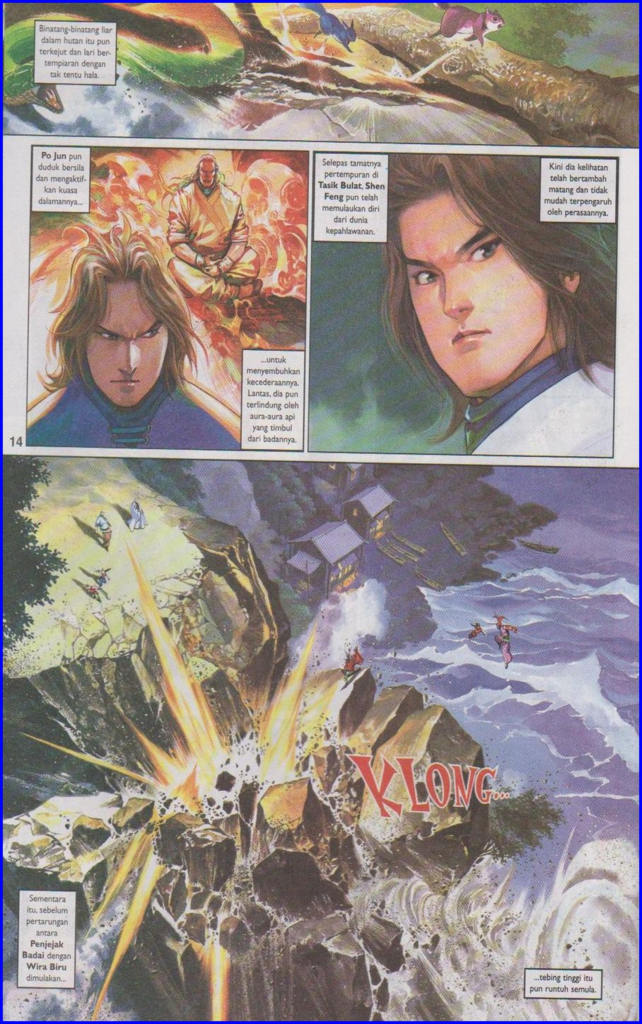 Binatang-binatang liar
dalam hutan itu pun
terkejut dan lari ber-
tempiaran dengan
tak tentu hala.
Po Jun pun
duduk bersila
dan mengaktif-
kan kuasa
dalamannya...
...untuk
menyembuhkan
kecederaannya.
Lantas, dia pun
terlindung oleh
aura-aura api
yang timbul
dari badannya.
Selepas tamatnya
pertempuran di
Tasik Bulat, Shen
Feng pun telah
memulaukan diri
dari dunia
kepahlawanan.
Kini dia kelihatan
telah bertambah
matang dan tidak
mudah terpengaruh
oleh perasaannya.
14
KLONG...
Sementara
itu, sebelum
pertarungan
antara
Penjejak
Badai dengan
Wira Biru
dimulakan...
...tebing tinggi itu
pun runtuh semula.